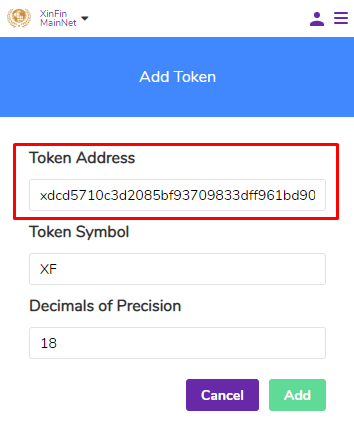 XinFin
MainNet
Add Token
Token Address
xdcd5710c3d2085bf93709833dff961bd90
Token Symbol
XF
Decimals of Precision
18
Cancel
Add